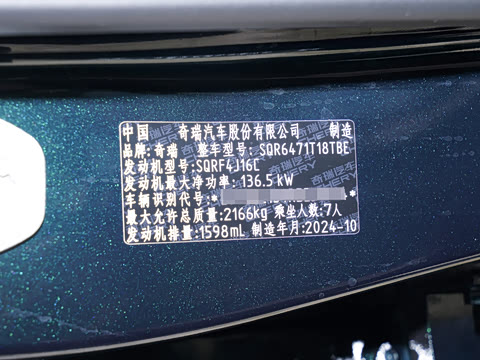 中国 奇瑞汽车股份有限公司 制造
品牌:奇瑞 整车型号:SQR6471T18TBE
发动机型号:SQRF4J16C
发动机最大净功率:136.5 kW
车辆识别代号:*
最大允许总质量:2166kg 乘坐人数:7人
发动机排量:1598mL 制造年月:2024-10